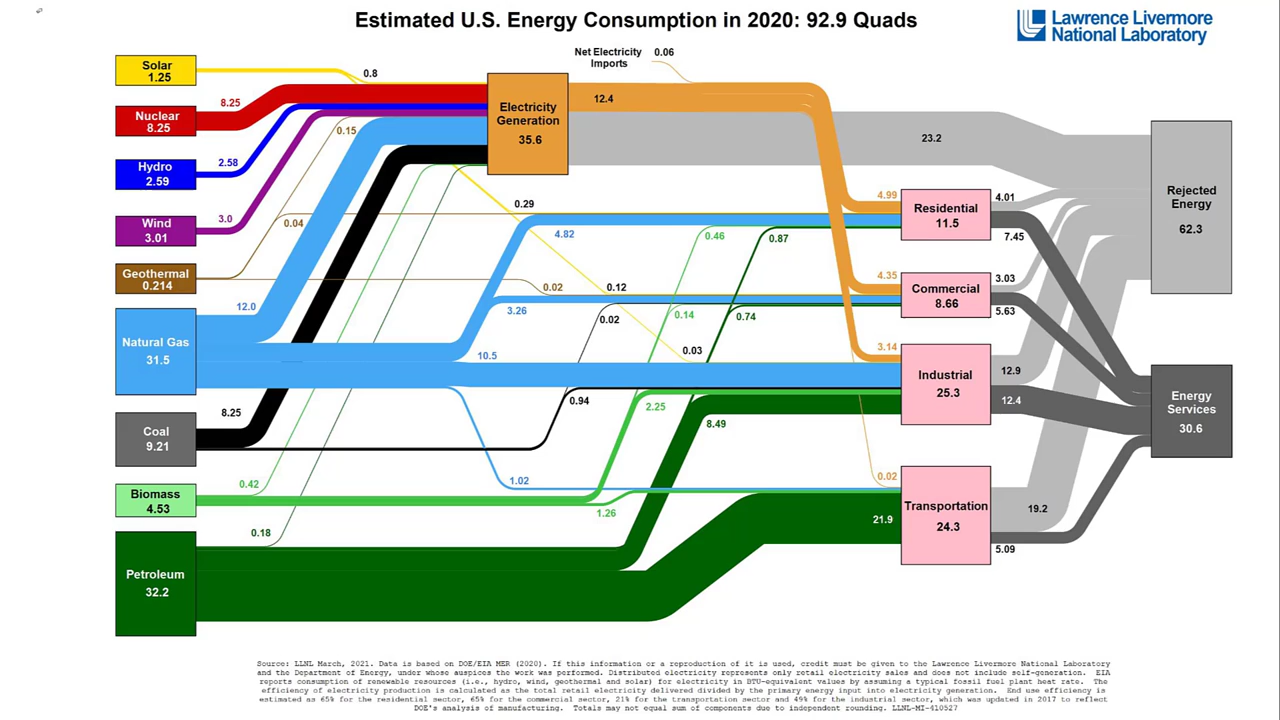 Estimated U.S. Energy Consumption in 2020: 92.9 Quads
Lawrence Livermore
National Laboratory
Solar
1.25
0.8
Net Electricity
Imports
0.06
Nuclear
8.25
8.25
Electricity
Generation
35.6
12.4
23.2
Rejected
Energy
62.3
Hydro
2.59
2.58
0.15
Wind
3.01
3.0
0.04
0.29
4.82
0.46
0.87
4.99
Residential
11.5
4.01
7.45
Geothermal
0.214
0.02
0.12
4.35
Commercial
8.66
3.03
5.63
Natural Gas
31.5
12.0
3.26
0.02
0.14
0.74
10.5
0.03
3.14
Industrial
25.3
12.9
12.4
Energy
Services
30.6
Coal
9.21
8.25
0.94
2.25
8.49
Biomass
4.53
0.42
1.02
1.26
0.02
Transportation
24.3
21.9
19.2
5.09
Petroleum
32.2
0.18
Source: LLNL March, 2021. Data is based on DOE/EIA MER (2020). If this information or a reproduction of it is used, credit must be given to the Lawrence Livermore National Laboratory
and the Department of Energy, under whose auspices the work was performed. Distributed electricity represents only retail electricity sales and does not include self-generation. EIA
reports consumption of renewable resources (i.e., hydro, wind, geothermal and solar) for electricity in BTU-equivalent values by assuming a typical fossil fuel plant heat rate. The
efficiency of electricity production is calculated as the total retail electricity delivered divided by the primary energy input into electricity generation. End use efficiency is
estimated as 65% for the residential sector, 65% for the commercial sector, 21% for the transportation sector and 49% for the industrial sector, which was updated in 2017 to reflect
DOE's analysis of manufacturing. Totals may not equal sum of components due to independent rounding. LLNL-MI-410527